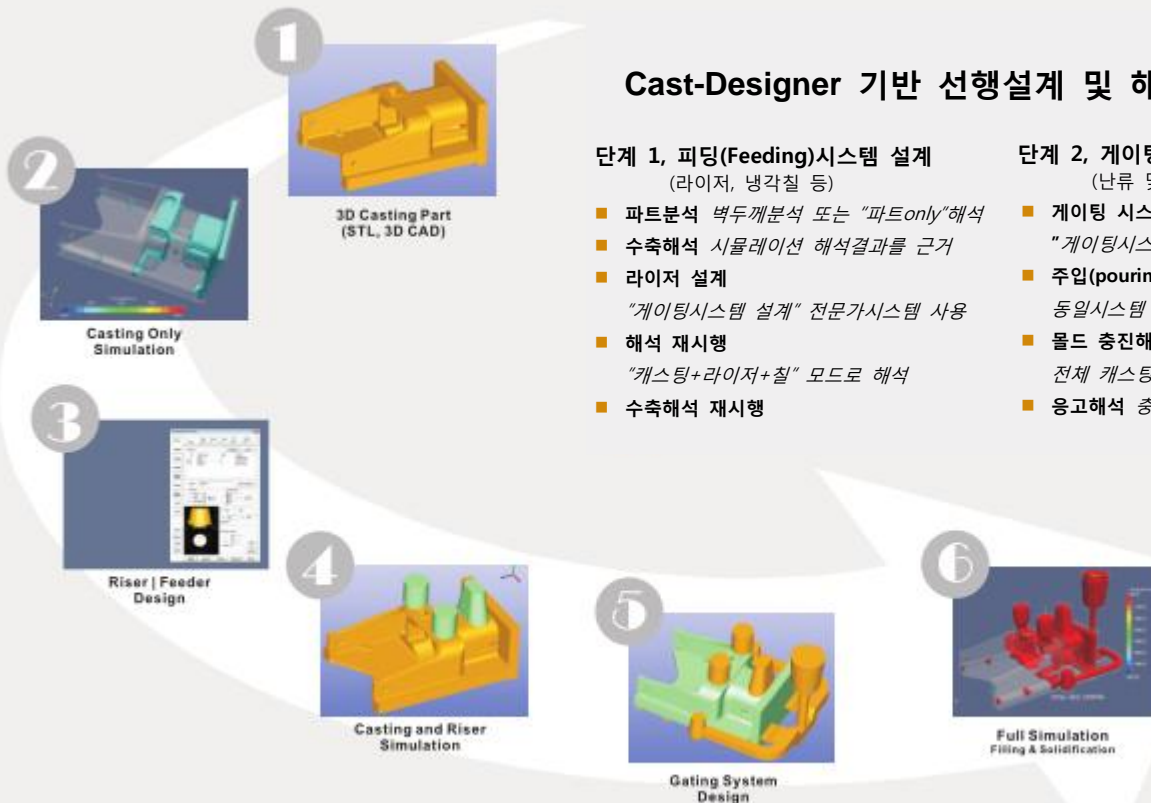 1
Cast-Designer 기반 선행설계 및 해
단계 1, 피딩(Feeding)시스템 설계
(라이저, 냉각칠 등)
■ 파트분석 벽두께분석 또는 "파트only"해석
■ 수축해석 시뮬레이션 해석결과를 근거
■ 라이저 설계
"게이팅시스템 설계" 전문가시스템 사용
■ 해석 재시행
"캐스팅+라이저+칠" 모드로 해석
■ 수축해석 재시행
단계 2, 게이팅
(난류 및
■ 게이팅 시스
"게이팅시스
■ 주입(pourin
동일시스템
■ 몰드 충진해
전체 캐스팅
■ 응고해석 충
3D Casting Part
(STL, 3D CAD)
2
Casting Only
Simulation
3
Riser | Feeder
Design
4
Casting and Riser
Simulation
5
Gating System
Design
6
Full Simulation
Filling & Solidification